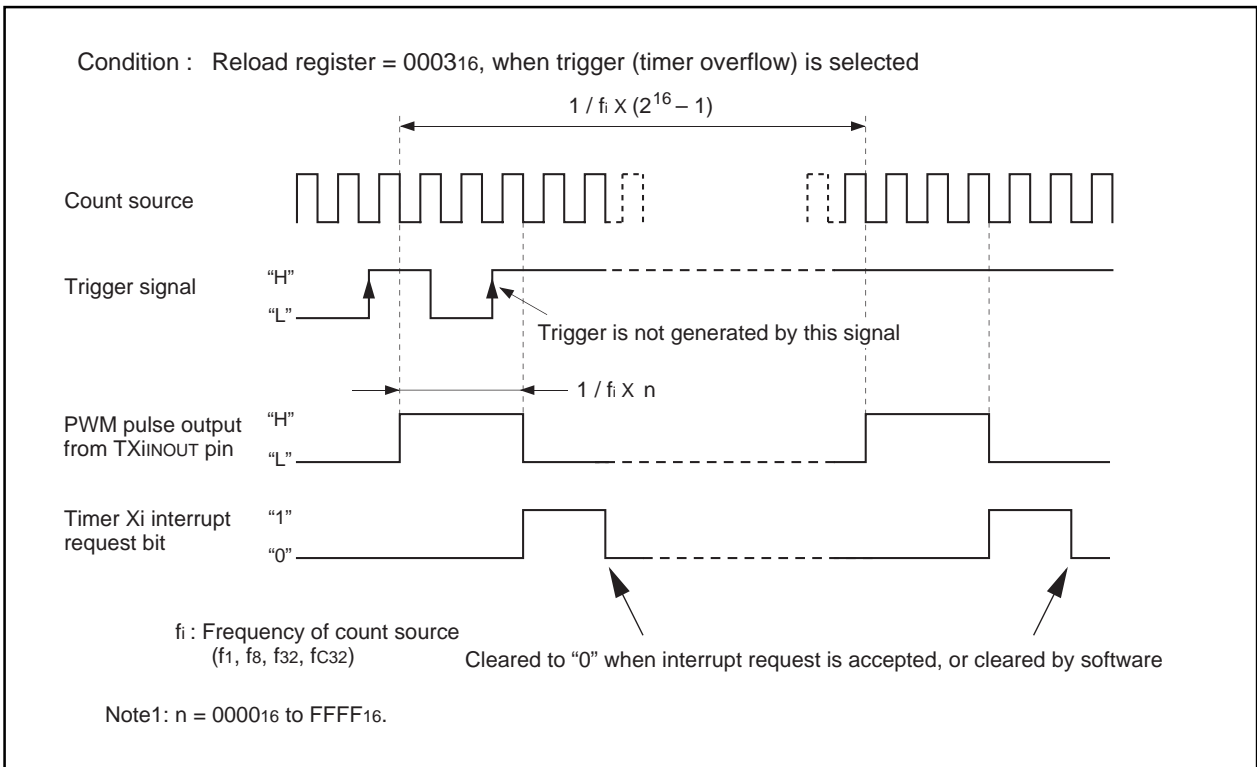 Condition : Reload register = 000316, when trigger (timer overflow) is selected
1 / fi X (2^16 – 1)
Count source
Trigger signal
“H”
“L”
Trigger is not generated by this signal
1 / fi X n
PWM pulse output
from TXiINOUT pin
“H”
“L”
Timer Xi interrupt
request bit
“1”
“0”
fi : Frequency of count source
(f1, f8, f32, fC32)
Cleared to “0” when interrupt request is accepted, or cleared by software
Note1: n = 000016 to FFFF16.